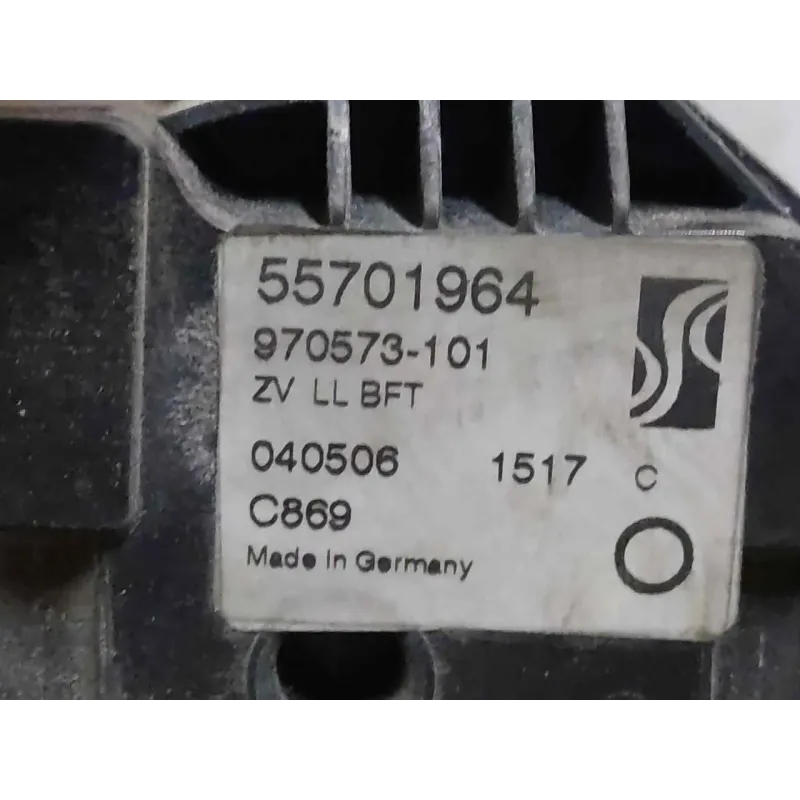 55701964
970573-101
ZV LL BFT
040506 1517 C
C869
Made in Germany